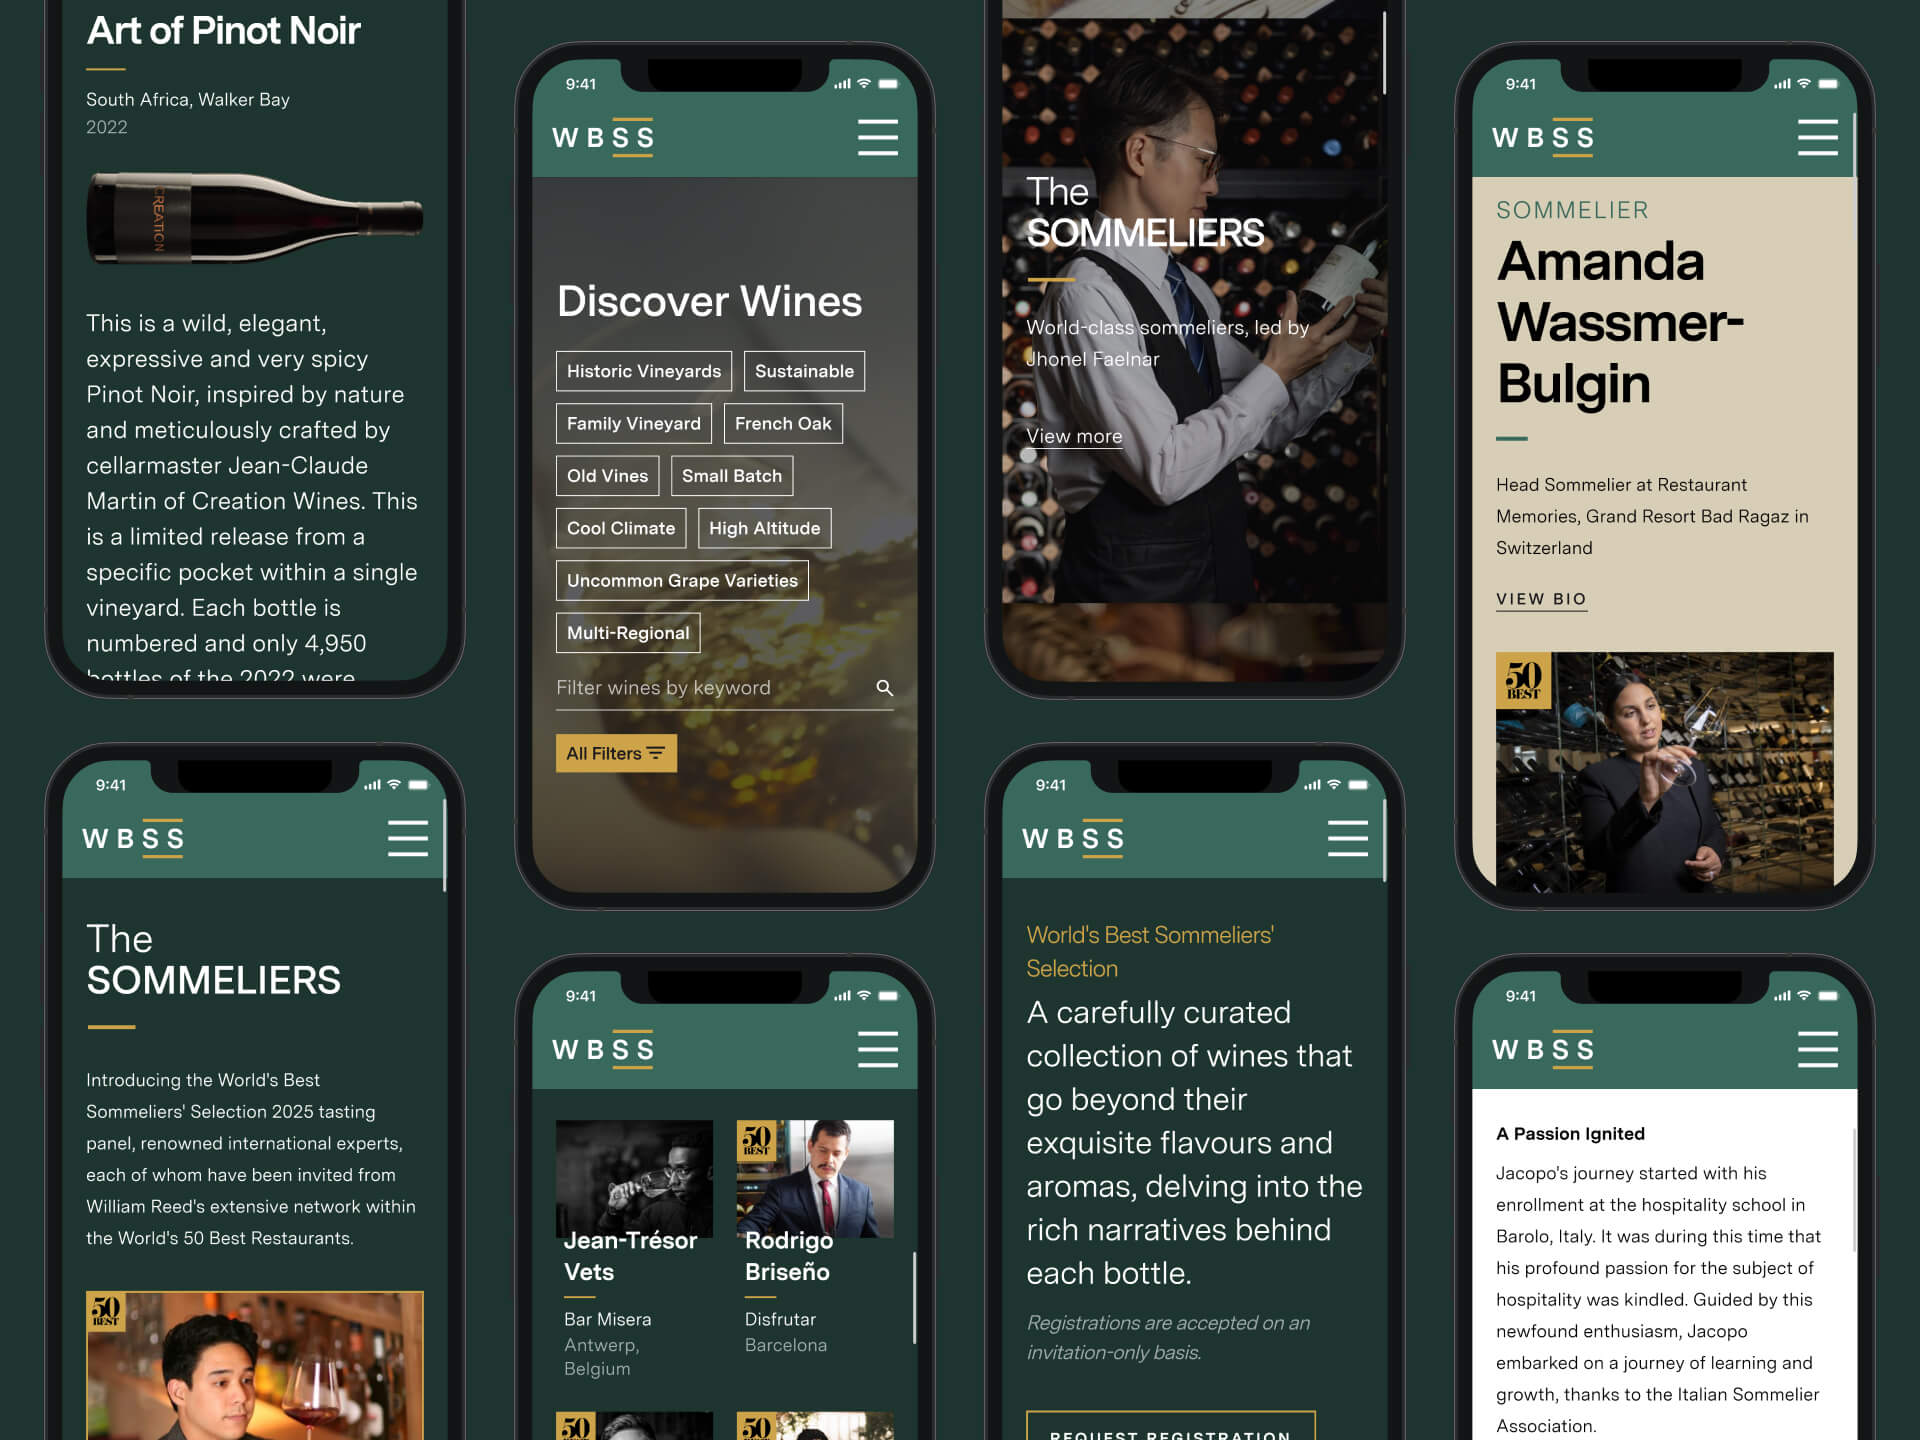 Art of Pinot Noir
South Africa, Walker Bay
2022
CREATION
This is a wild, elegant,
expressive and very spicy
Pinot Noir, inspired by nature
and meticulously crafted by
cellarmaster Jean-Claude
Martin of Creation Wines. This
is a limited release from a
specific pocket within a single
vineyard. Each bottle is
numbered and only 4,950
bottles of the 2022 were
9:41
WBSS
The
SOMMELIERS
Introducing the World's Best
Sommeliers' Selection 2025 tasting
panel, renowned international experts,
each of whom have been invited from
William Reed's extensive network within
the World's 50 Best Restaurants.
50
BEST
9:41
WBSS
Discover Wines
Historic Vineyards
Sustainable
Family Vineyard
French Oak
Old Vines
Small Batch
Cool Climate
High Altitude
Uncommon Grape Varieties
Multi-Regional
Filter wines by keyword
All Filters
9:41
WBSS
Jean-Trésor
Vets
Bar Misera
Antwerp,
Belgium
50
BEST
Rodrigo
Briseño
Disfrutar
Barcelona
50
50
The
SOMMELIERS
World-class sommeliers, led by
Jhonel Faelnar
View more
9:41
WBSS
World's Best Sommeliers'
Selection
A carefully curated
collection of wines that
go beyond their
exquisite flavours and
aromas, delving into the
rich narratives behind
each bottle.
Registrations are accepted on an
invitation-only basis.
REQUEST REGISTRATION
9:41
WBSS
SOMMELIER
Amanda
Wassmer-
Bulgin
Head Sommelier at Restaurant
Memories, Grand Resort Bad Ragaz in
Switzerland
VIEW BIO
50
BEST
9:41
WBSS
A Passion Ignited
Jacopo's journey started with his
enrollment at the hospitality school in
Barolo, Italy. It was during this time that
his profound passion for the subject of
hospitality was kindled. Guided by this
newfound enthusiasm, Jacopo
embarked on a journey of learning and
growth, thanks to the Italian Sommelier
Association.